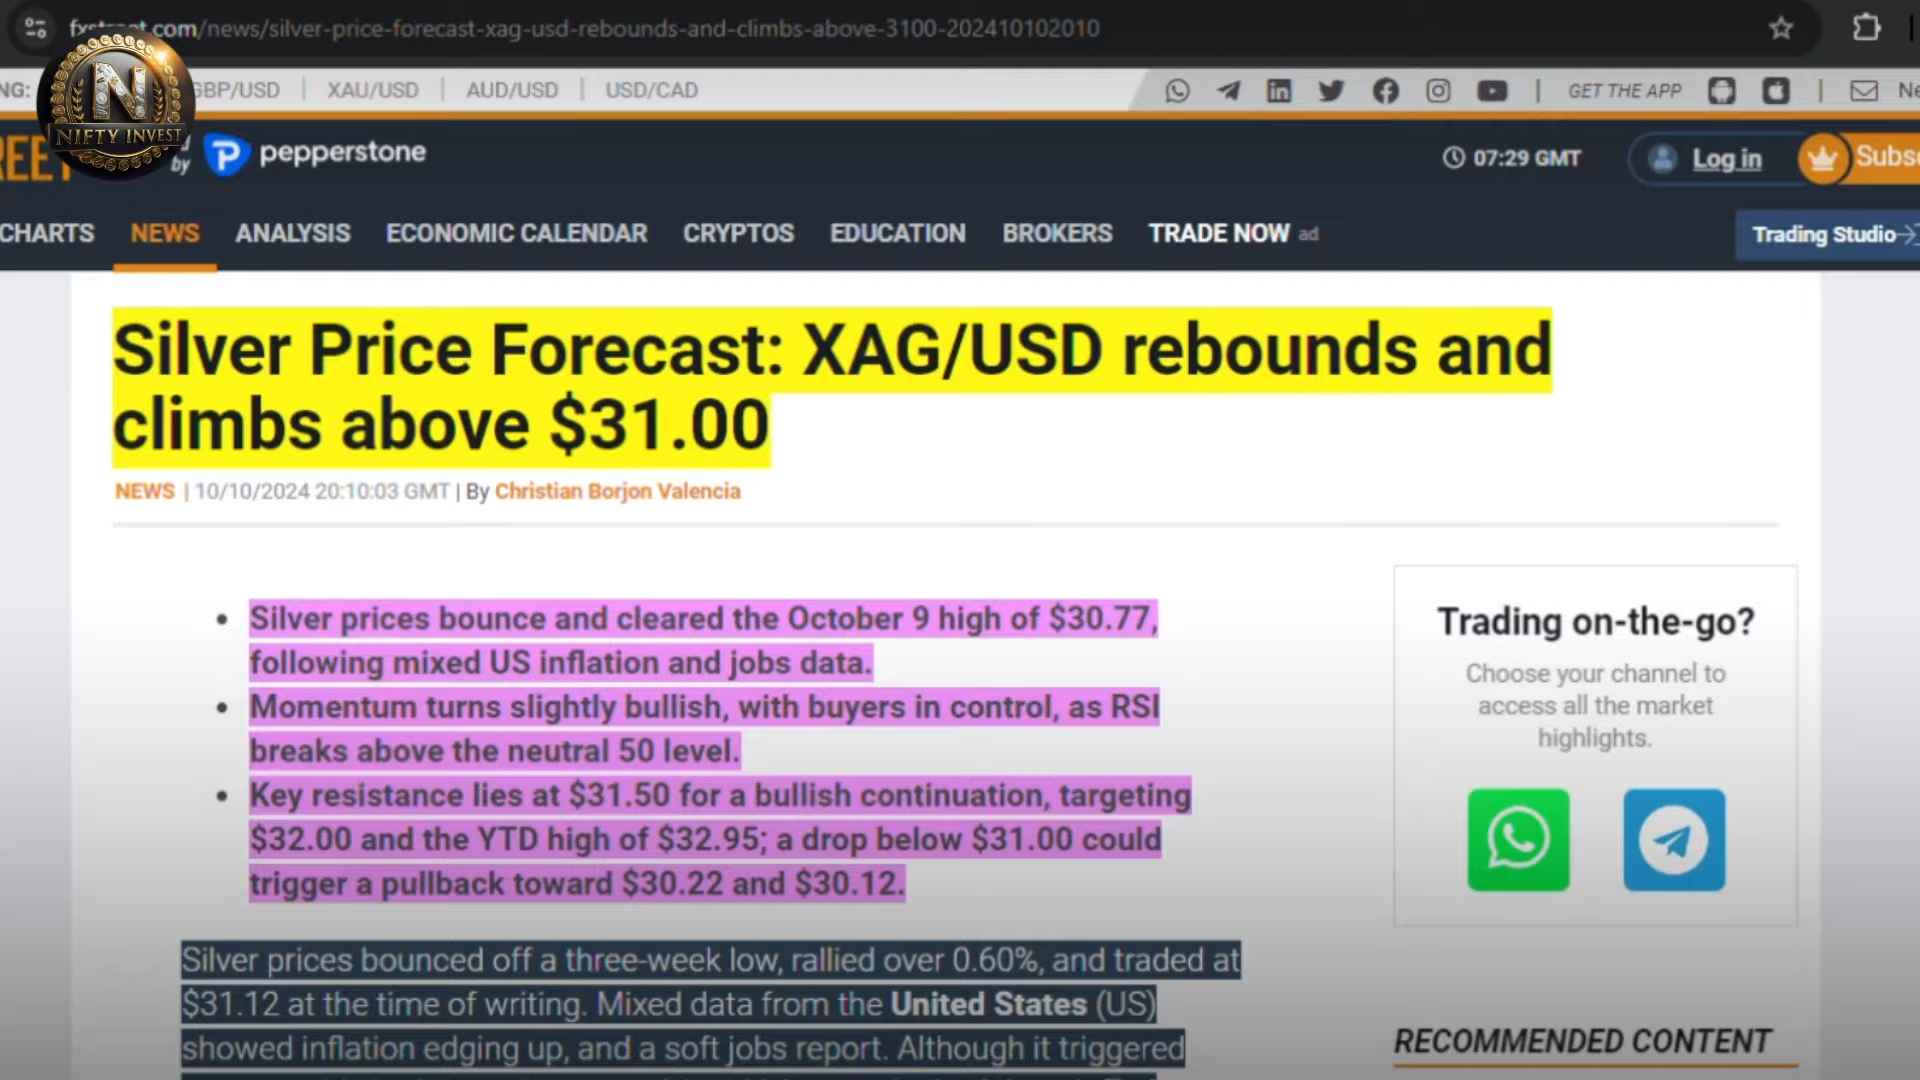 fxstreet.com/news/silver-price-forecast-xag-usd-rebounds-and-climbs-above-3100-202410102010
NG: GBP/USD | XAU/USD | AUD/USD | USD/CAD
| GET THE APP | Ne
N
NIFTY INVEST
REET by pepperstone
07:29 GMT Log in Subsc
CHARTS NEWS ANALYSIS ECONOMIC CALENDAR CRYPTOS EDUCATION BROKERS TRADE NOW ad Trading Studio
Silver Price Forecast: XAG/USD rebounds and
climbs above $31.00
NEWS | 10/10/2024 20:10:03 GMT | By Christian Borjon Valencia
• Silver prices bounce and cleared the October 9 high of $30.77,
following mixed US inflation and jobs data.
• Momentum turns slightly bullish, with buyers in control, as RSI
breaks above the neutral 50 level.
• Key resistance lies at $31.50 for a bullish continuation, targeting
$32.00 and the YTD high of $32.95; a drop below $31.00 could
trigger a pullback toward $30.22 and $30.12.
Silver prices bounced off a three-week low, rallied over 0.60%, and traded at
$31.12 at the time of writing. Mixed data from the United States (US)
showed inflation edging up, and a soft jobs report. Although it triggered
Trading on-the-go?
Choose your channel to
access all the market
highlights.
RECOMMENDED CONTENT